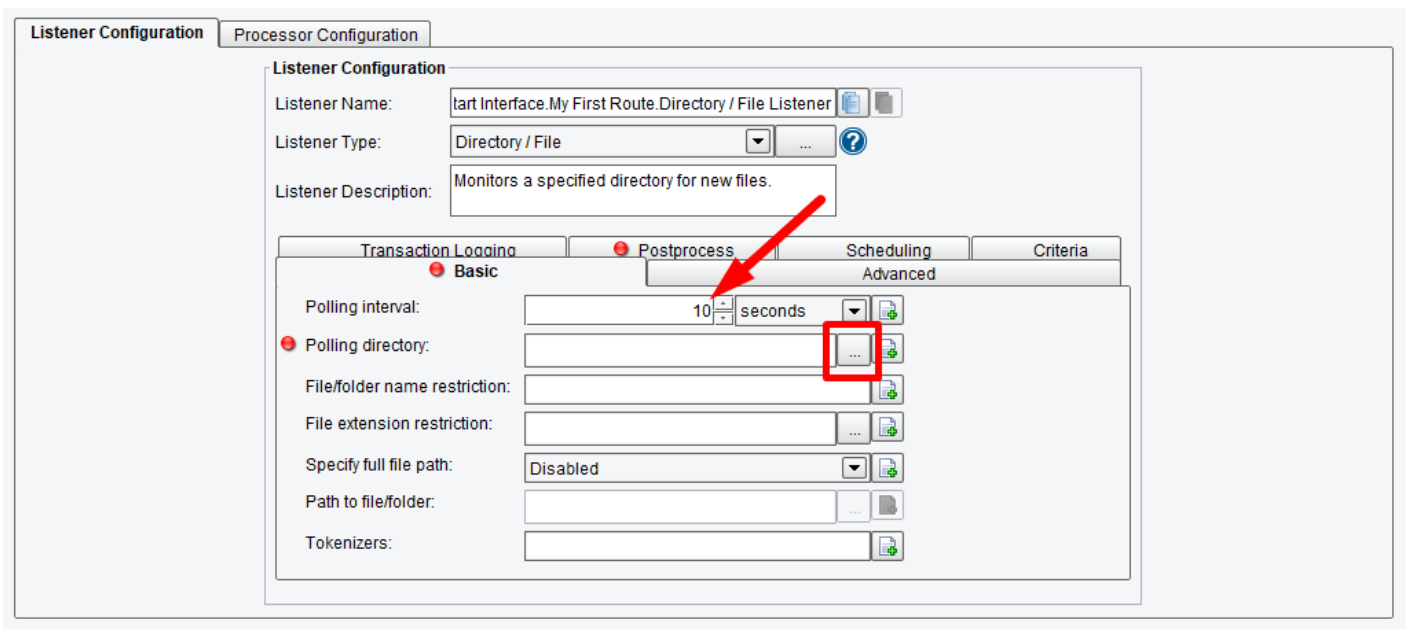 Listener Configuration Processor Configuration
Listener Configuration
Listener Name: tart Interface.My First Route.Directory / File Listener
Listener Type: Directory / File ... ?
Listener Description: Monitors a specified directory for new files.
Transaction Logging Postprocess Scheduling Criteria
Basic Advanced
Polling interval: 10 seconds
Polling directory: ...
File/folder name restriction:
File extension restriction: ...
Specify full file path: Disabled
Path to file/folder: ...
Tokenizers: